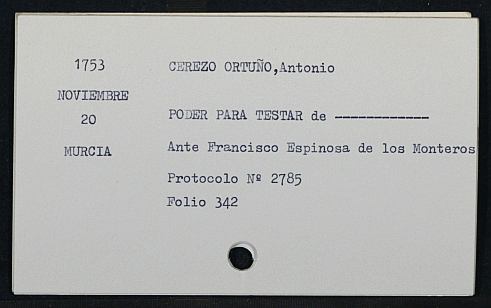 1753
NOVIEMBRE
20
MURCIA
CEREZO ORTUÑO,Antonio
PODER PARA TESTAR de ------------
Ante Francisco Espinosa de los Monteros
Protocolo Nº 2785
Folio 342